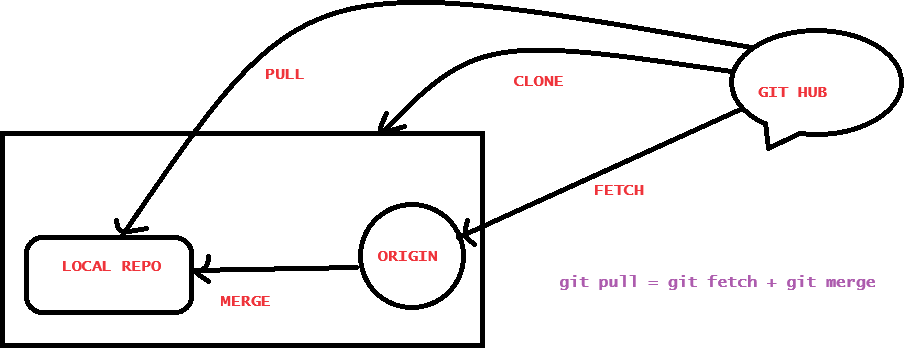 PULL
CLONE
GIT HUB
FETCH
ORIGIN
LOCAL REPO
MERGE
git pull = git fetch + git merge